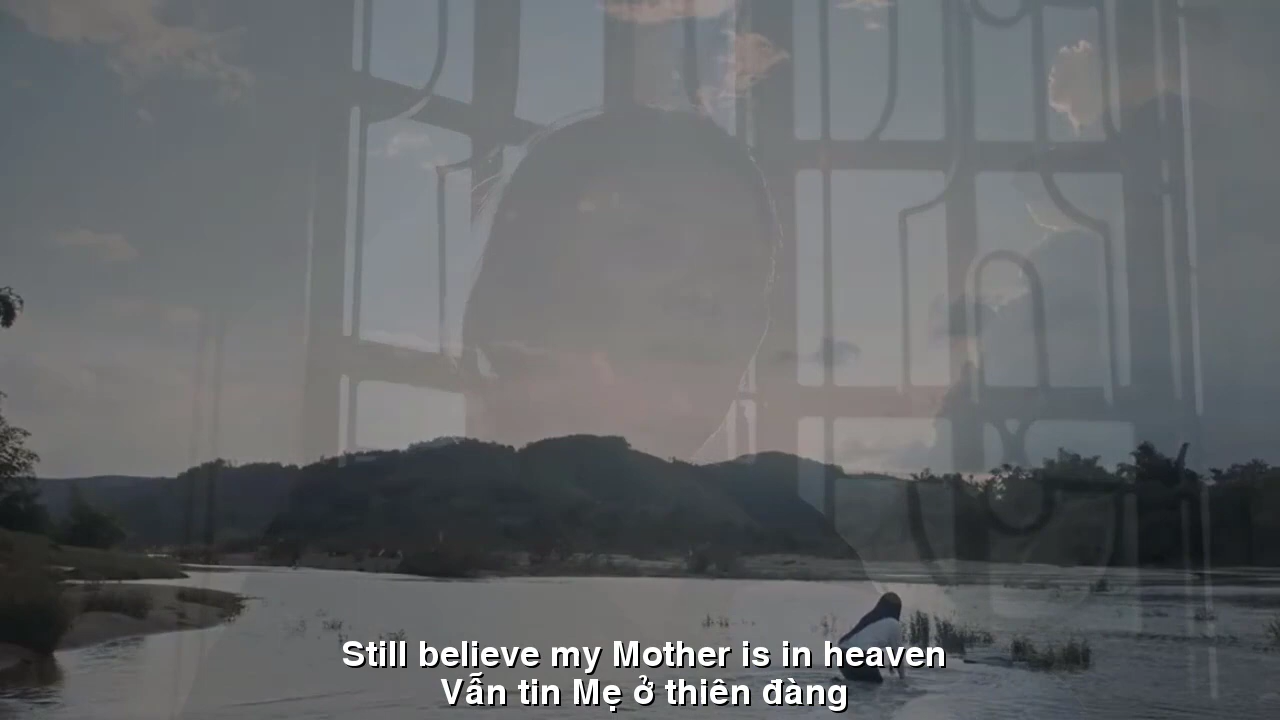 Still believe my Mother is in heaven
Vẫn tin Mẹ ở thiên đàng